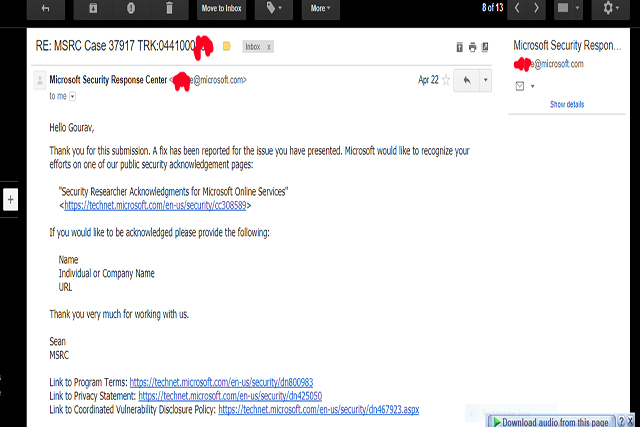 Move to Inbox
More
8 of 13
RE: MSRC Case 37917 TRK:044100
Inbox x
Microsoft Security Response Center <e@microsoft.com>
Apr 22
to me
Microsoft Security Respon...
e@microsoft.com
Show details
Hello Gourav,
Thank you for this submission. A fix has been reported for the issue you have presented. Microsoft would like to recognize your
efforts on one of our public security acknowledgement pages:
"Security Researcher Acknowledgments for Microsoft Online Services"
<https://technet.microsoft.com/en-us/security/cc308589>
If you would like to be acknowledged please provide the following:
Name
Individual or Company Name
URL
Thank you very much for working with us.
Sean
MSRC
Link to Program Terms: https://technet.microsoft.com/en-us/security/dn800983
Link to Privacy Statement: https://technet.microsoft.com/en-us/security/dn425050
Link to Coordinated Vulnerability Disclosure Policy: https://technet.microsoft.com/en-us/security/dn467923.aspx
Download audio from this page ? X